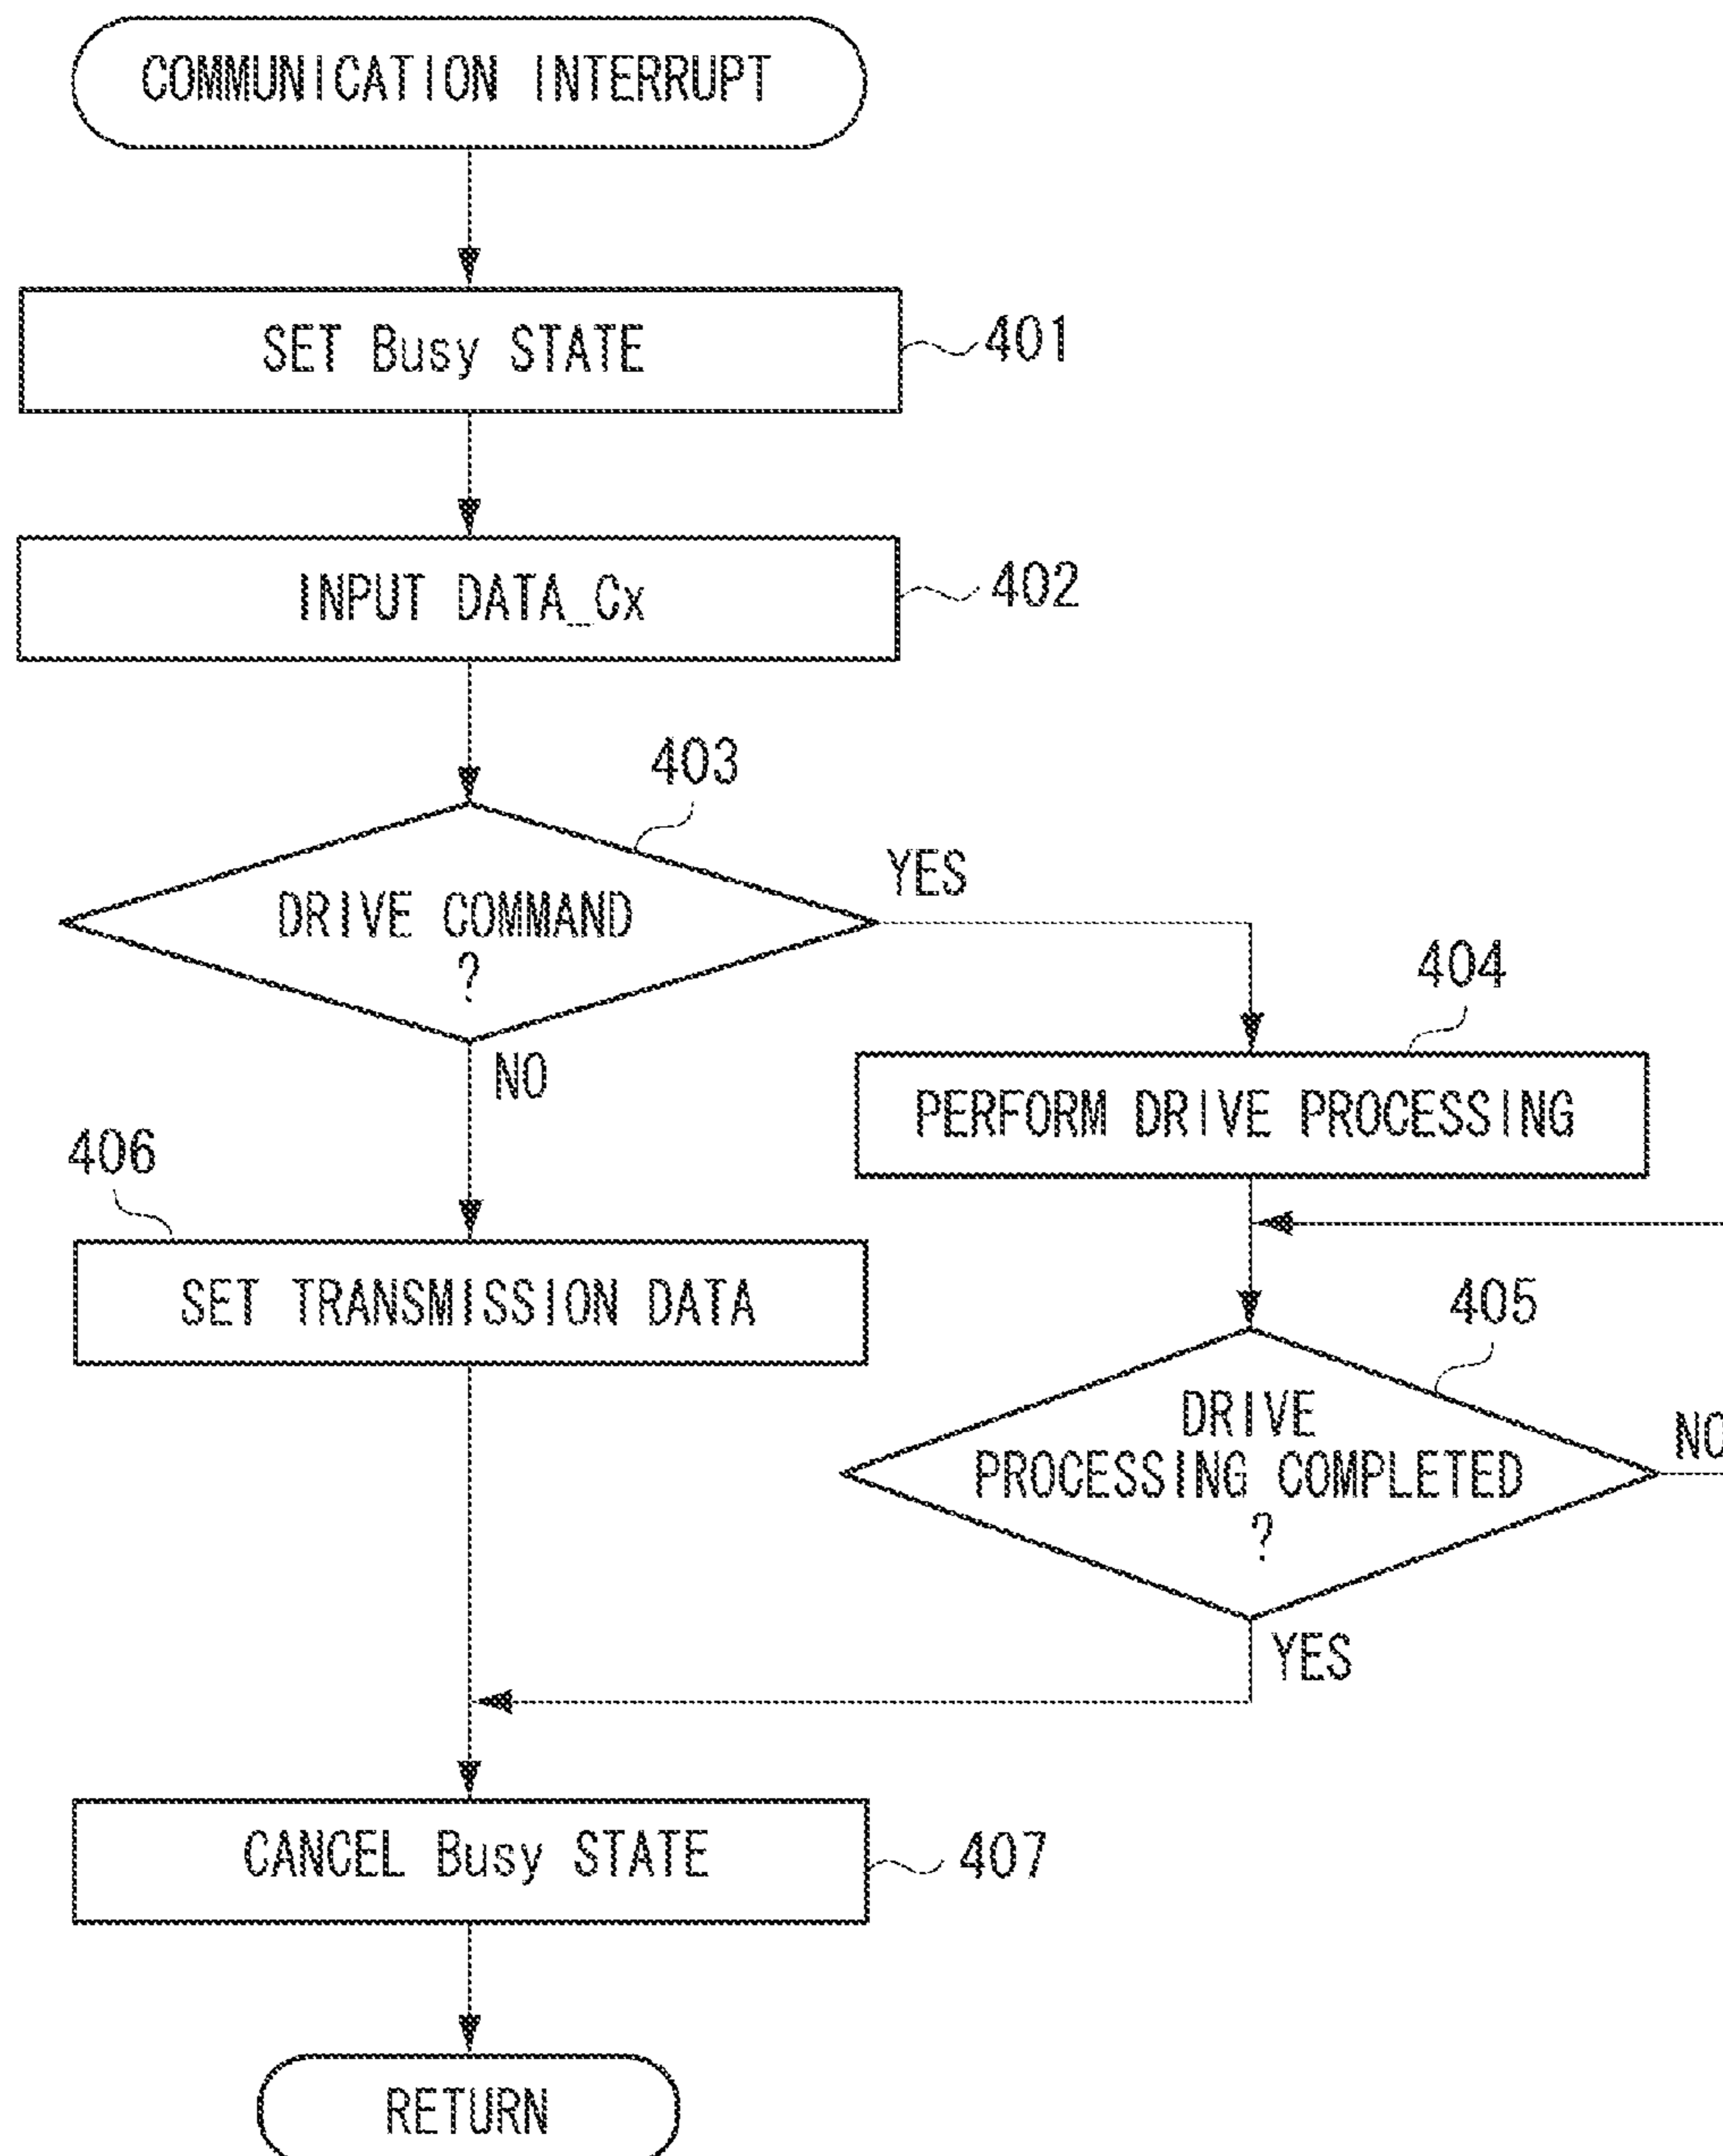 COMMUNICATION INTERRUPT
SET Busy STATE
401
INPUT DATA_Cx
402
403
DRIVE COMMAND
?
YES
NO
404
PERFORM DRIVE PROCESSING
406
SET TRANSMISSION DATA
405
DRIVE
PROCESSING COMPLETED
?
NO
YES
CANCEL Busy STATE
407
RETURN